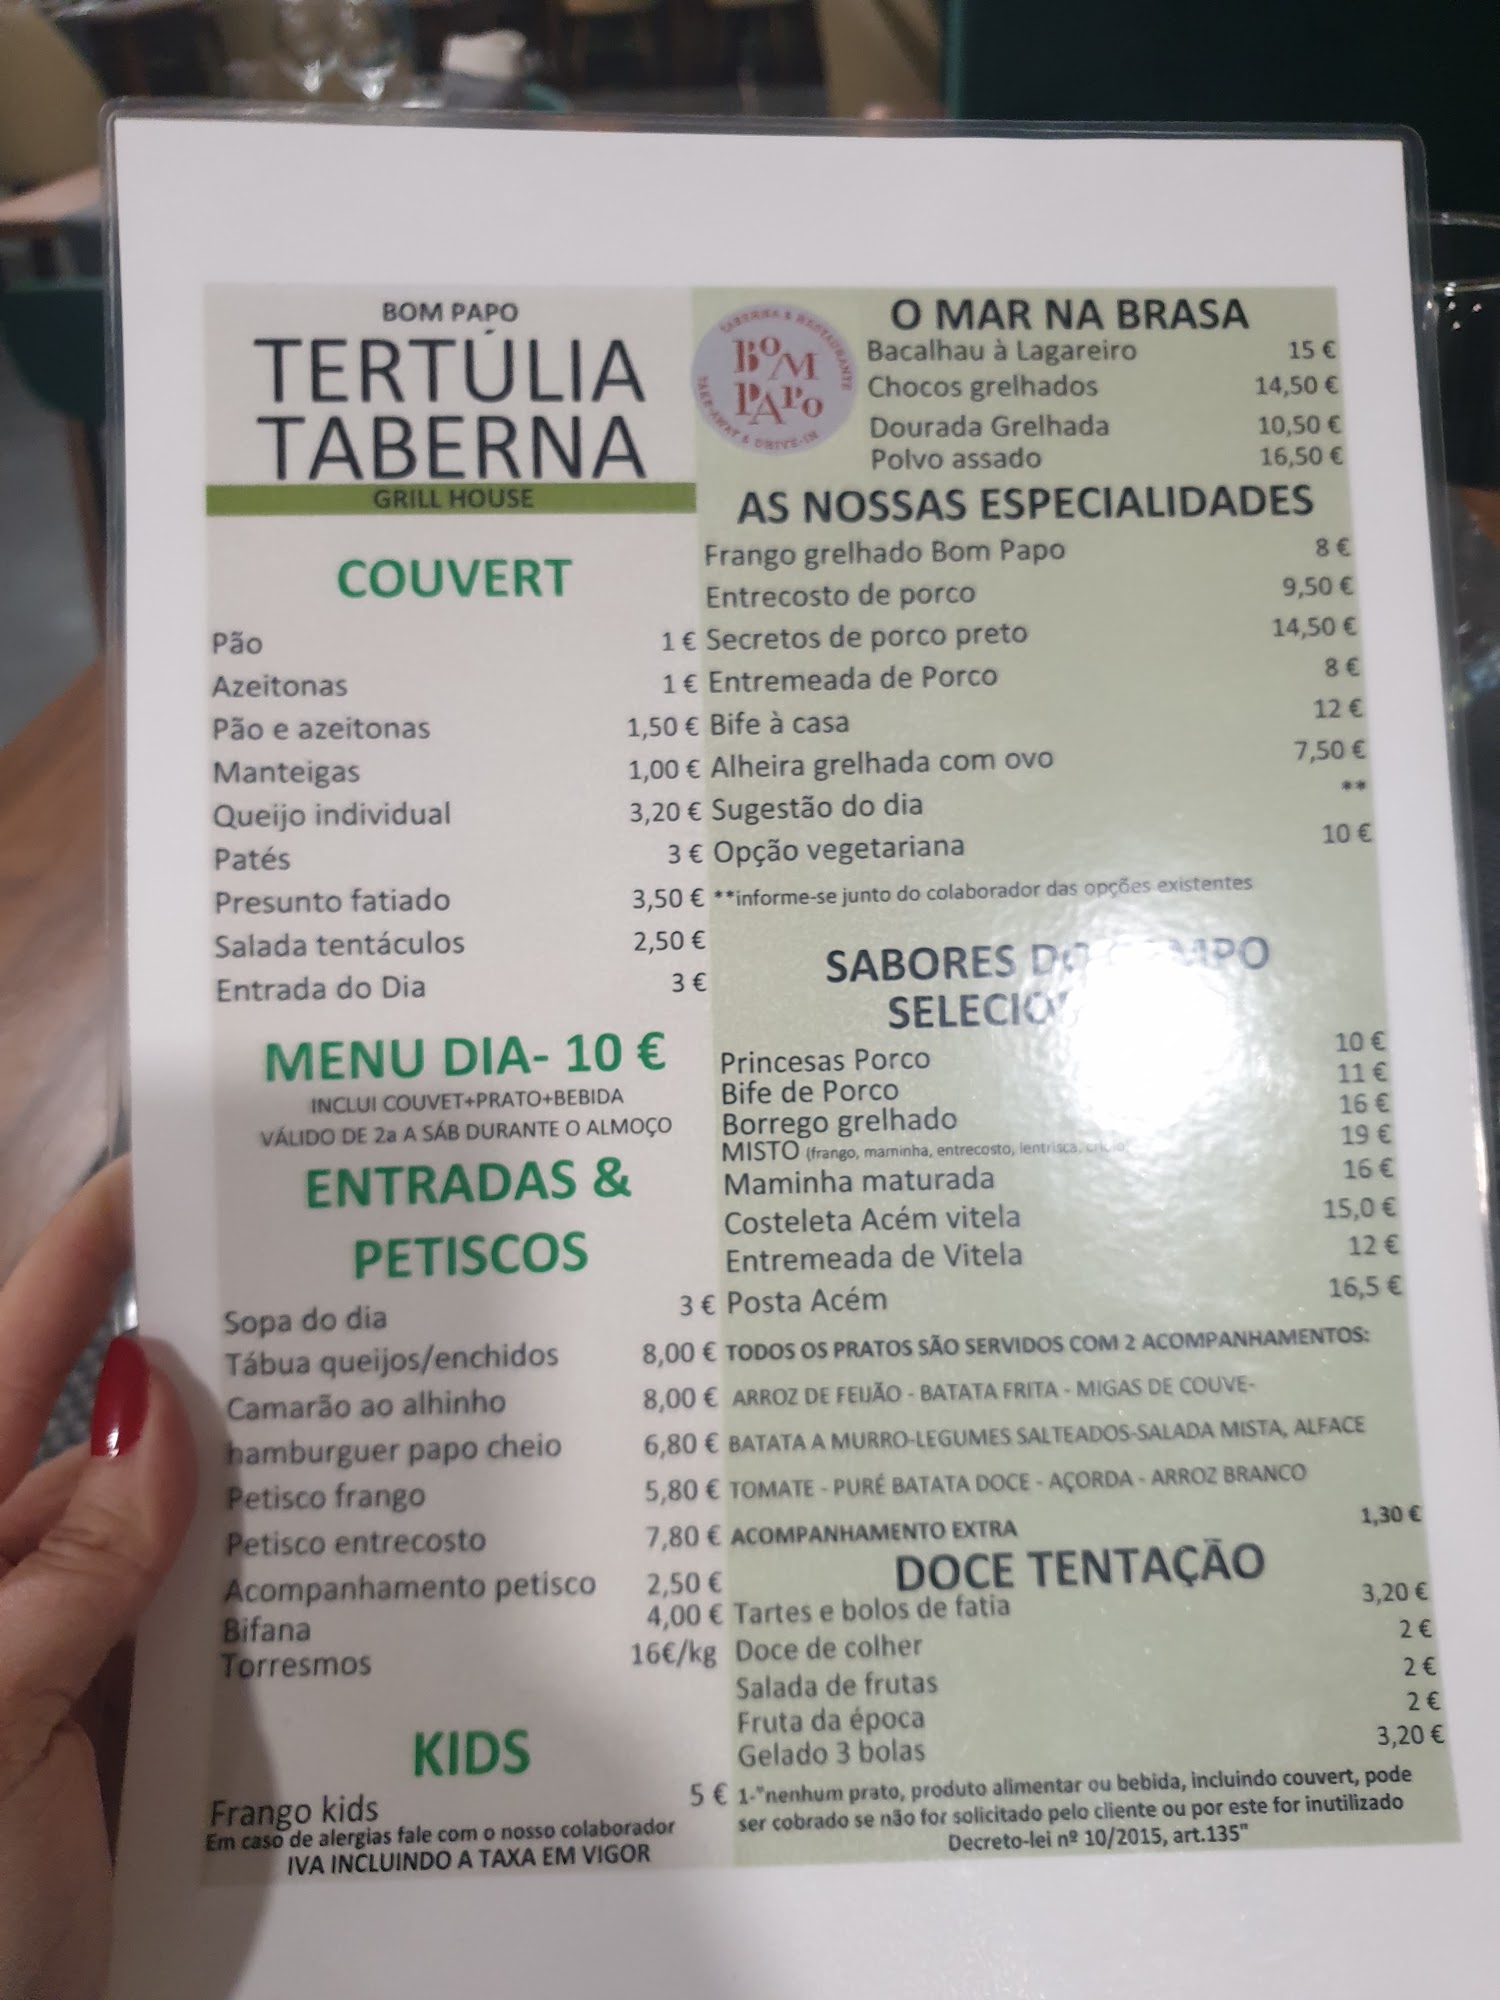 BOM PAPO
TERTÚLIA
TABERNA
GRILL HOUSE
COUVERT
Pão 1 €
Azeitonas 1 €
Pão e azeitonas 1,50 €
Manteigas 1,00 €
Queijo individual 3,20 €
Patés 3 €
Presunto fatiado 3,50 €
Salada tentáculos 2,50 €
Entrada do Dia 3 €
MENU DIA- 10 €
INCLUI COUVET+PRATO+BEBIDA
VÁLIDO DE 2a A SÁB DURANTE O ALMOÇO
ENTRADAS &
PETISCOS
Sopa do dia 3 €
Tábua queijos/enchidos 8,00 €
Camarão ao alhinho 8,00 €
hamburguer papo cheio 6,80 €
Petisco frango 5,80 €
Petisco entrecosto 7,80 €
Acompanhamento petisco 2,50 €
Bifana 4,00 €
Torresmos 16€/kg
KIDS
Frango kids 5 €
Em caso de alergias fale com o nosso colaborador
IVA INCLUINDO A TAXA EM VIGOR
TABERNA & RESTAURANTE
BOM
PAPO
TAKE-AWAY & DRIVE-IN
O MAR NA BRASA
Bacalhau à Lagareiro 15 €
Chocos grelhados 14,50 €
Dourada Grelhada 10,50 €
Polvo assado 16,50 €
AS NOSSAS ESPECIALIDADES
Frango grelhado Bom Papo 8 €
Entrecosto de porco 9,50 €
Secretos de porco preto 14,50 €
Entremeada de Porco 8 €
Bife à casa 12 €
Alheira grelhada com ovo 7,50 €
Sugestão do dia **
Opção vegetariana 10 €
**informe-se junto do colaborador das opções existentes
SABORES
Princesas Porco 10 €
Bife de Porco 11 €
Borrego grelhado 16 €
MISTO (frango, maminha, entrecosto, lentrisca, 19 €
Maminha maturada 16 €
Costeleta Acém vitela 15,0 €
Entremeada de Vitela 12 €
Posta Acém 16,5 €
TODOS OS PRATOS SÃO SERVIDOS COM 2 ACOMPANHAMENTOS:
ARROZ DE FEIJÃO - BATATA FRITA - MIGAS DE COUVE-
BATATA A MURRO-LEGUMES SALTEADOS-SALADA MISTA, ALFACE
TOMATE - PURÉ BATATA DOCE - AÇORDA - ARROZ BRANCO
ACOMPANHAMENTO EXTRA 1,30 €
DOCE TENTAÇÃO
Tartes e bolos de fatia 3,20 €
Doce de colher 2 €
Salada de frutas 2 €
Fruta da época 2 €
Gelado 3 bolas 3,20 €
1-"nenhum prato, produto alimentar ou bebida, incluindo couvert, pode
ser cobrado se não for solicitado pelo cliente ou por este for inutilizado
Decreto-lei nº 10/2015, art.135"